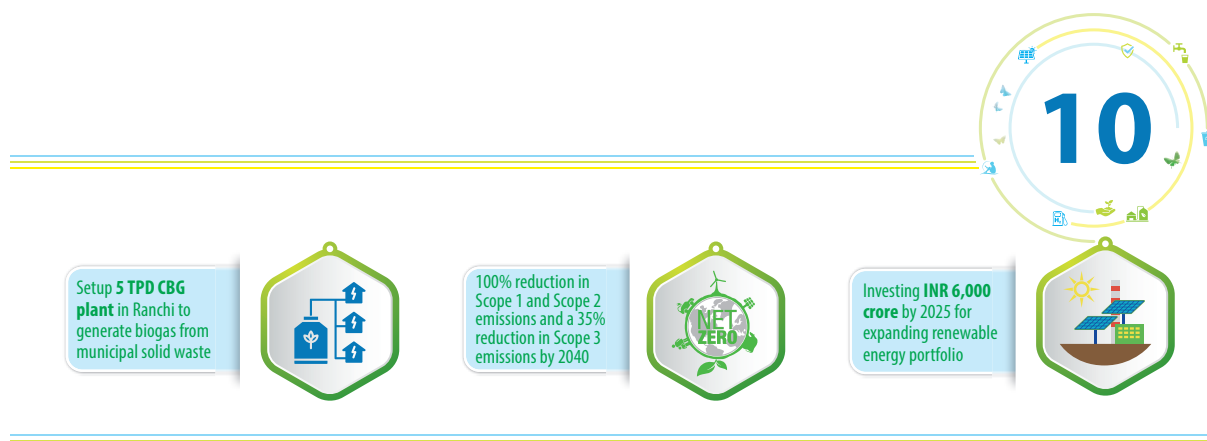 10
Setup 5 TPD CBG
plant in Ranchi to
generate biogas from
municipal solid waste
100% reduction in
Scope 1 and Scope 2
emissions and a 35%
reduction in Scope 3
emissions by 2040
NET
ZERO
Investing INR 6,000
crore by 2025 for
expanding renewable
energy portfolio